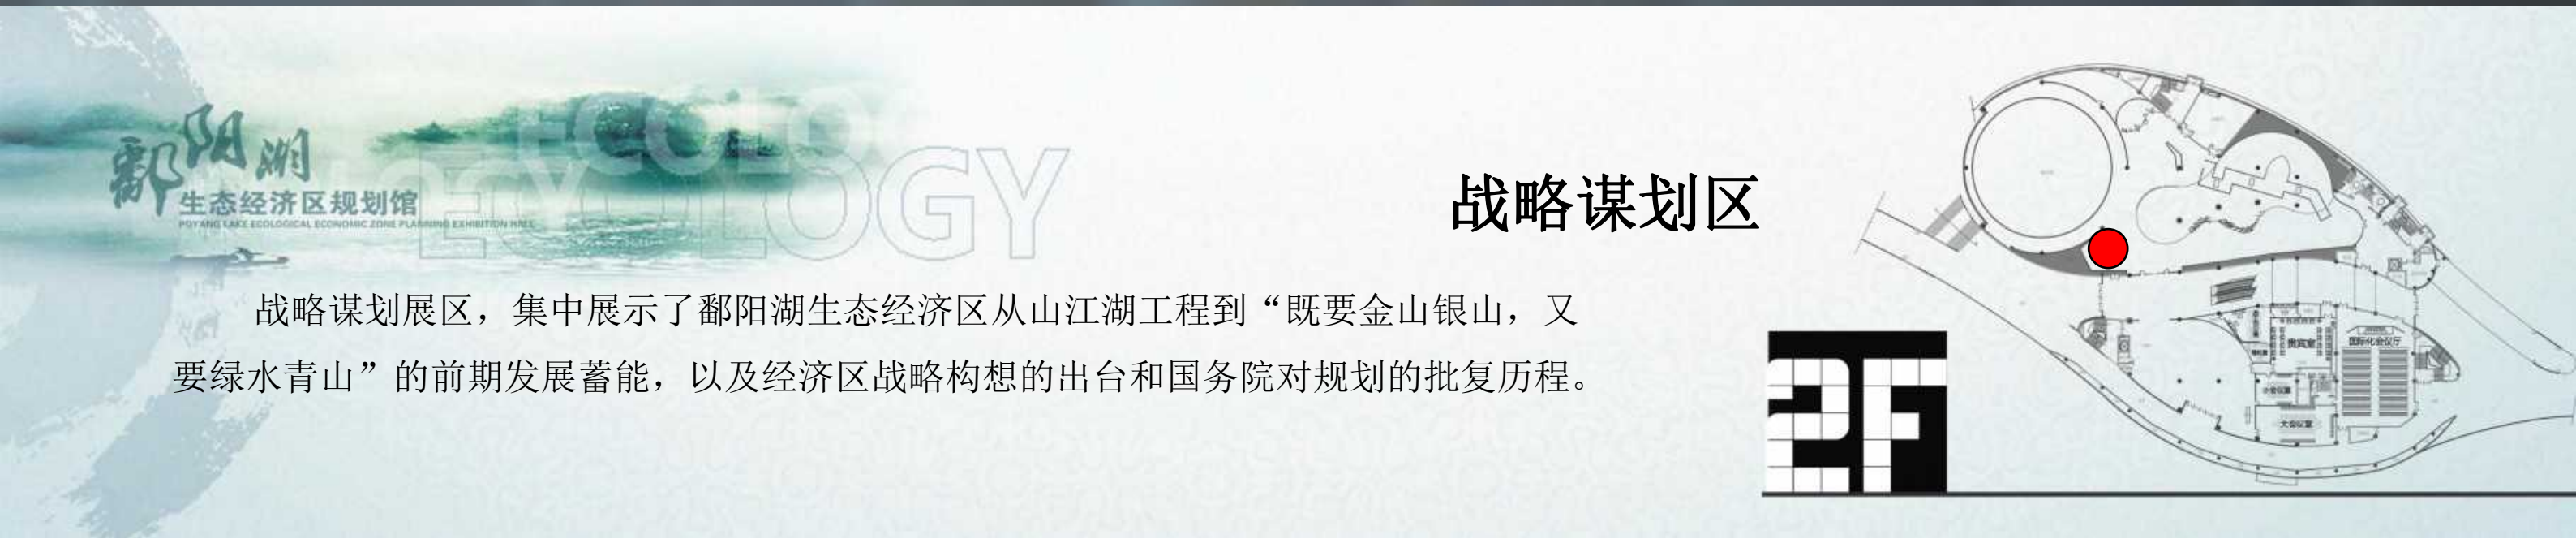 鄱阳湖
生态经济区规划馆
POYANG LAKE ECOLOGICAL ECONOMIC ZONE PLANNING EXHIBITION HALL
ECOLOGY
战略谋划区
战略谋划展区，集中展示了鄱阳湖生态经济区从山江湖工程到“既要金山银山，又
要绿水青山”的前期发展蓄能，以及经济区战略构想的出台和国务院对规划的批复历程。
2F
贵宾室
国际化会议厅
小会议室
大会议室